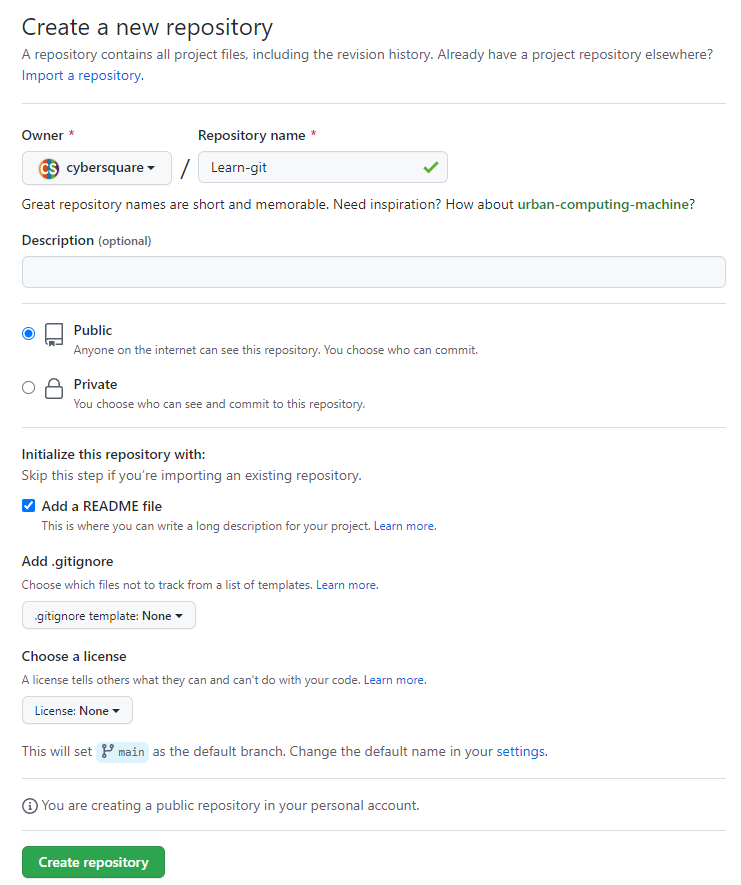 Create a new repository
A repository contains all project files, including the revision history. Already have a project repository elsewhere?
Import a repository.
Owner * Repository name *
CS cybersquare / Learn-git
Great repository names are short and memorable. Need inspiration? How about urban-computing-machine?
Description (optional)
Public
Anyone on the internet can see this repository. You choose who can commit.
Private
You choose who can see and commit to this repository.
Initialize this repository with:
Skip this step if you're importing an existing repository.
Add a README file
This is where you can write a long description for your project. Learn more.
Add .gitignore
Choose which files not to track from a list of templates. Learn more.
.gitignore template: None
Choose a license
A license tells others what they can and can't do with your code. Learn more.
License: None
This will set main as the default branch. Change the default name in your settings.
You are creating a public repository in your personal account.
Create repository